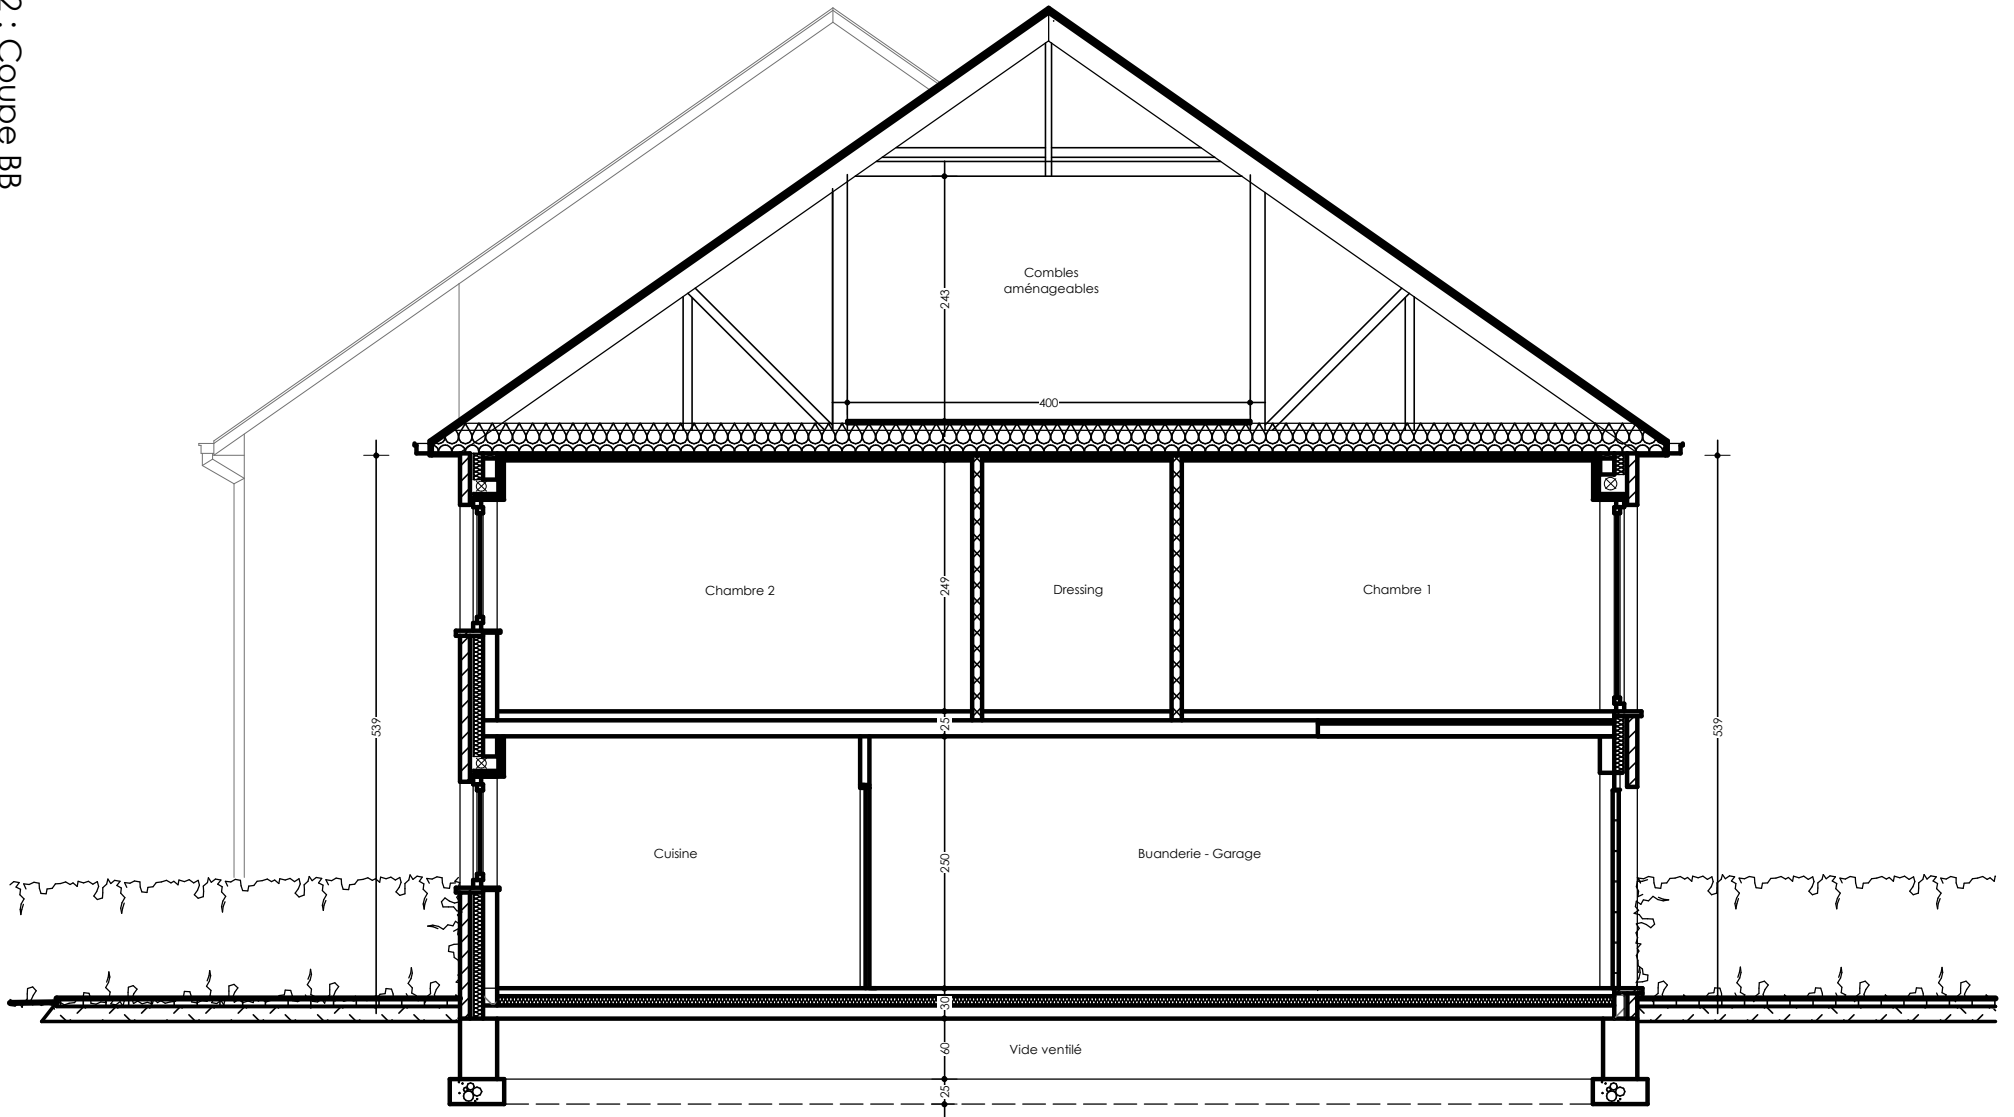 2 : Coupe BB
Combles
aménageables
243
400
539
539
Chambre 2
249
Dressing
Chambre 1
25
Cuisine
250
Buanderie - Garage
30
60
Vide ventilé
25